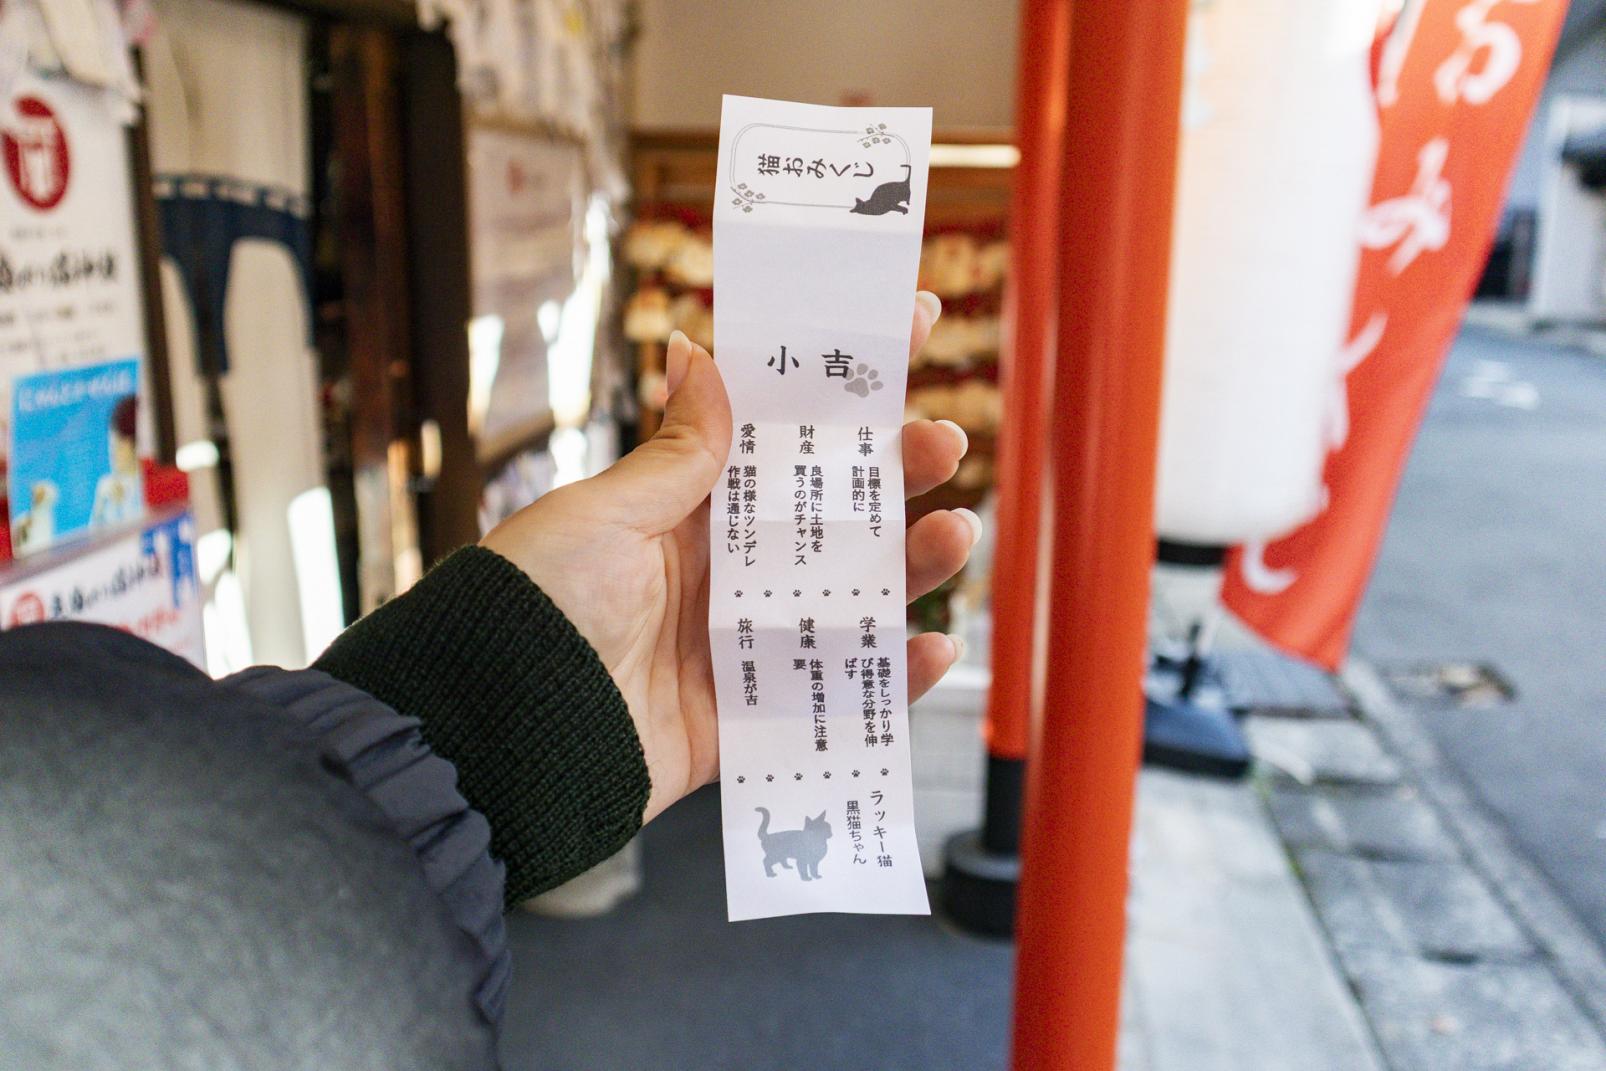 猫おみくじ
小吉
仕事
目標を定めて
計画的に
財産
良場所に土地を
買うのがチャンス
愛情
猫の様なツンデレ
作戦は通じない
学業
基礎をしっかり学
び得意な分野を伸
ばす
健康
体重の増加に注意
要
旅行
温泉が吉
ラッキー猫
黒猫ちゃん
おみくじ